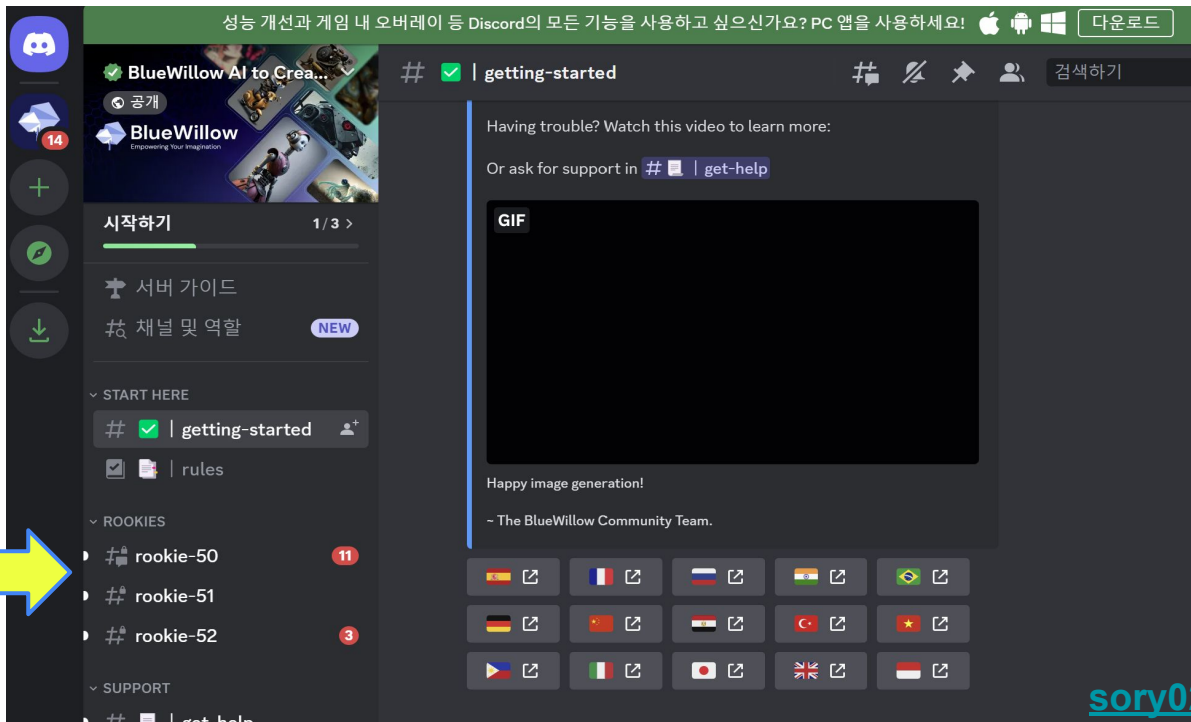 성능 개선과 게임 내 오버레이 등 Discord의 모든 기능을 사용하고 싶으신가요? PC 앱을 사용하세요!
다운로드
BlueWillow AI to Crea...
공개
BlueWillow
Empowering Your Imagination
14
시작하기 1/3 >
서버 가이드
채널 및 역할 NEW
START HERE
# ✅ | getting-started
| rules
ROOKIES
rookie-50 11
rookie-51
rookie-52 3
SUPPORT
# | get-help
# ✅ | getting-started
검색하기
Having trouble? Watch this video to learn more:
Or ask for support in # | get-help
GIF
Happy image generation!
~ The BlueWillow Community Team.
sory0